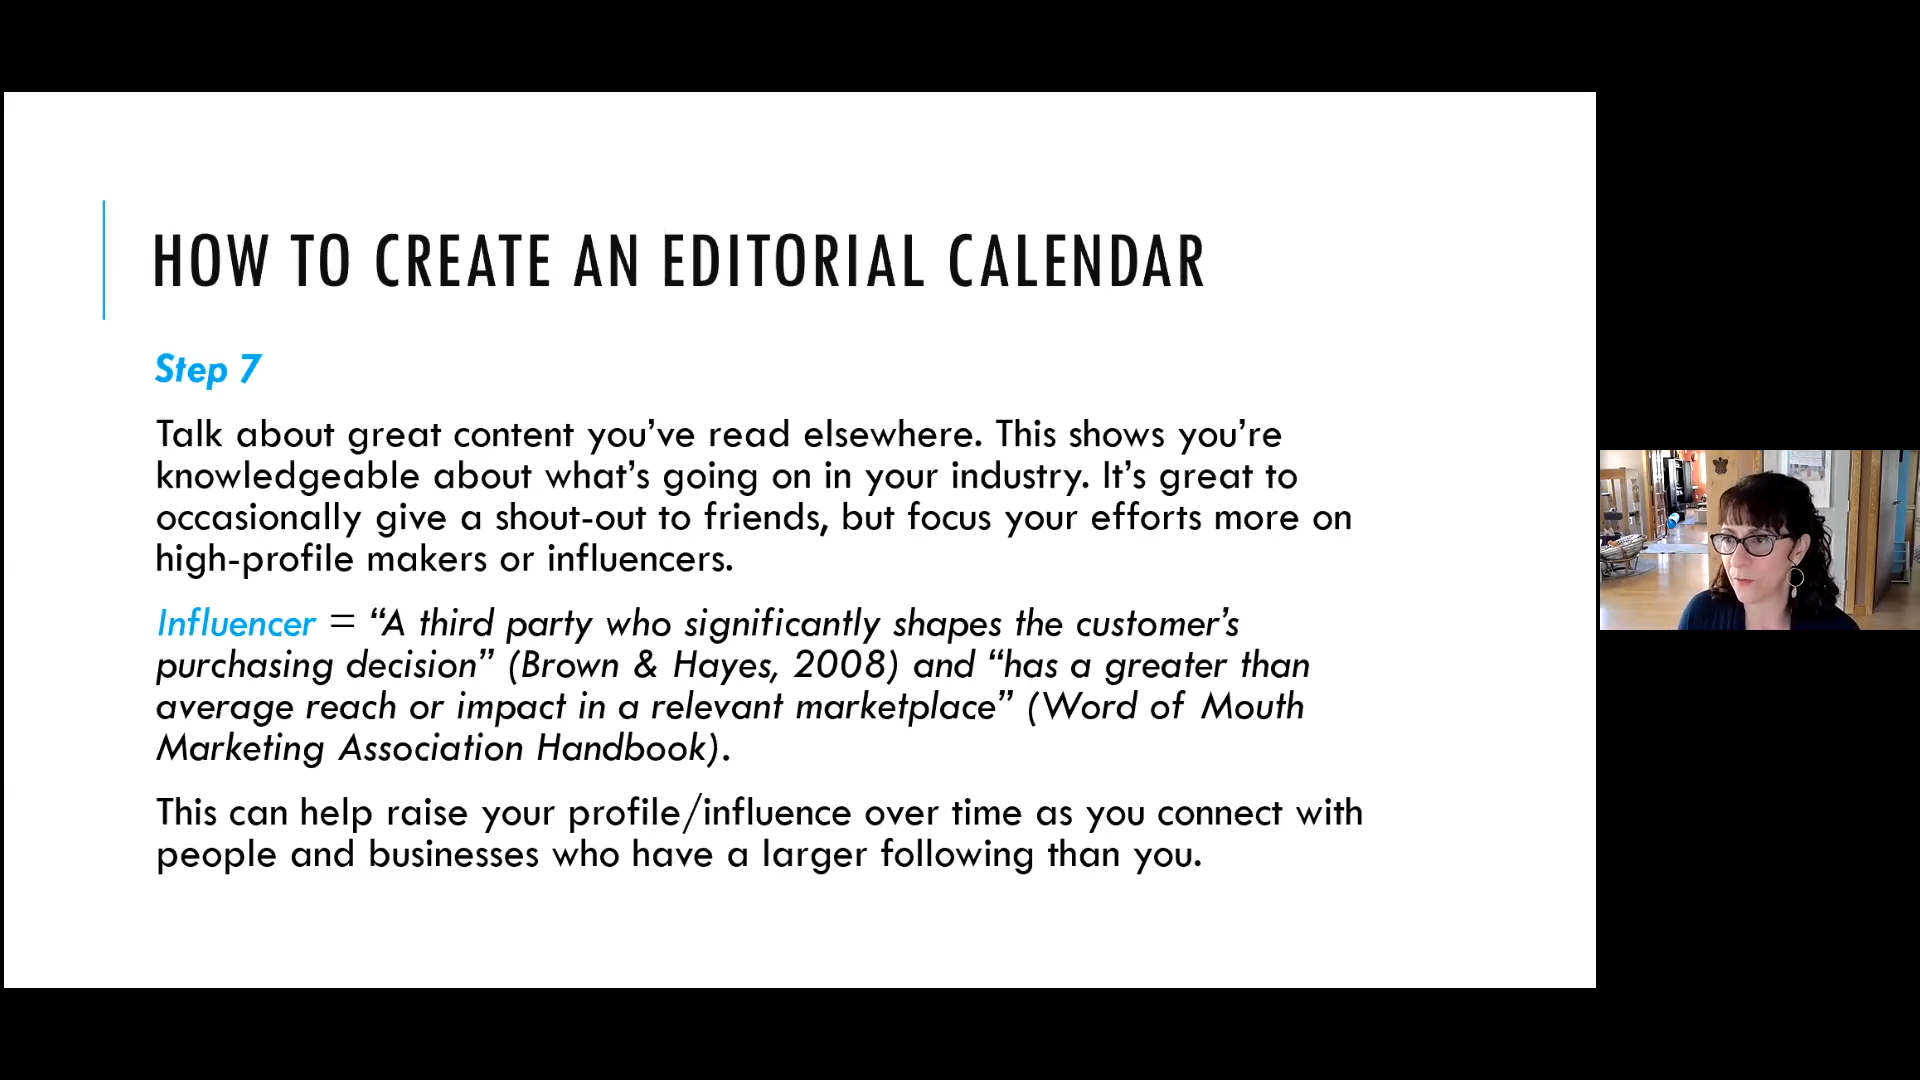 HOW TO CREATE AN EDITORIAL CALENDAR
Step 7
Talk about great content you’ve read elsewhere. This shows you’re
knowledgeable about what’s going on in your industry. It’s great to
occasionally give a shout-out to friends, but focus your efforts more on
high-profile makers or influencers.
Influencer = “A third party who significantly shapes the customer’s
purchasing decision” (Brown & Hayes, 2008) and “has a greater than
average reach or impact in a relevant marketplace” (Word of Mouth
Marketing Association Handbook).
This can help raise your profile/influence over time as you connect with
people and businesses who have a larger following than you.